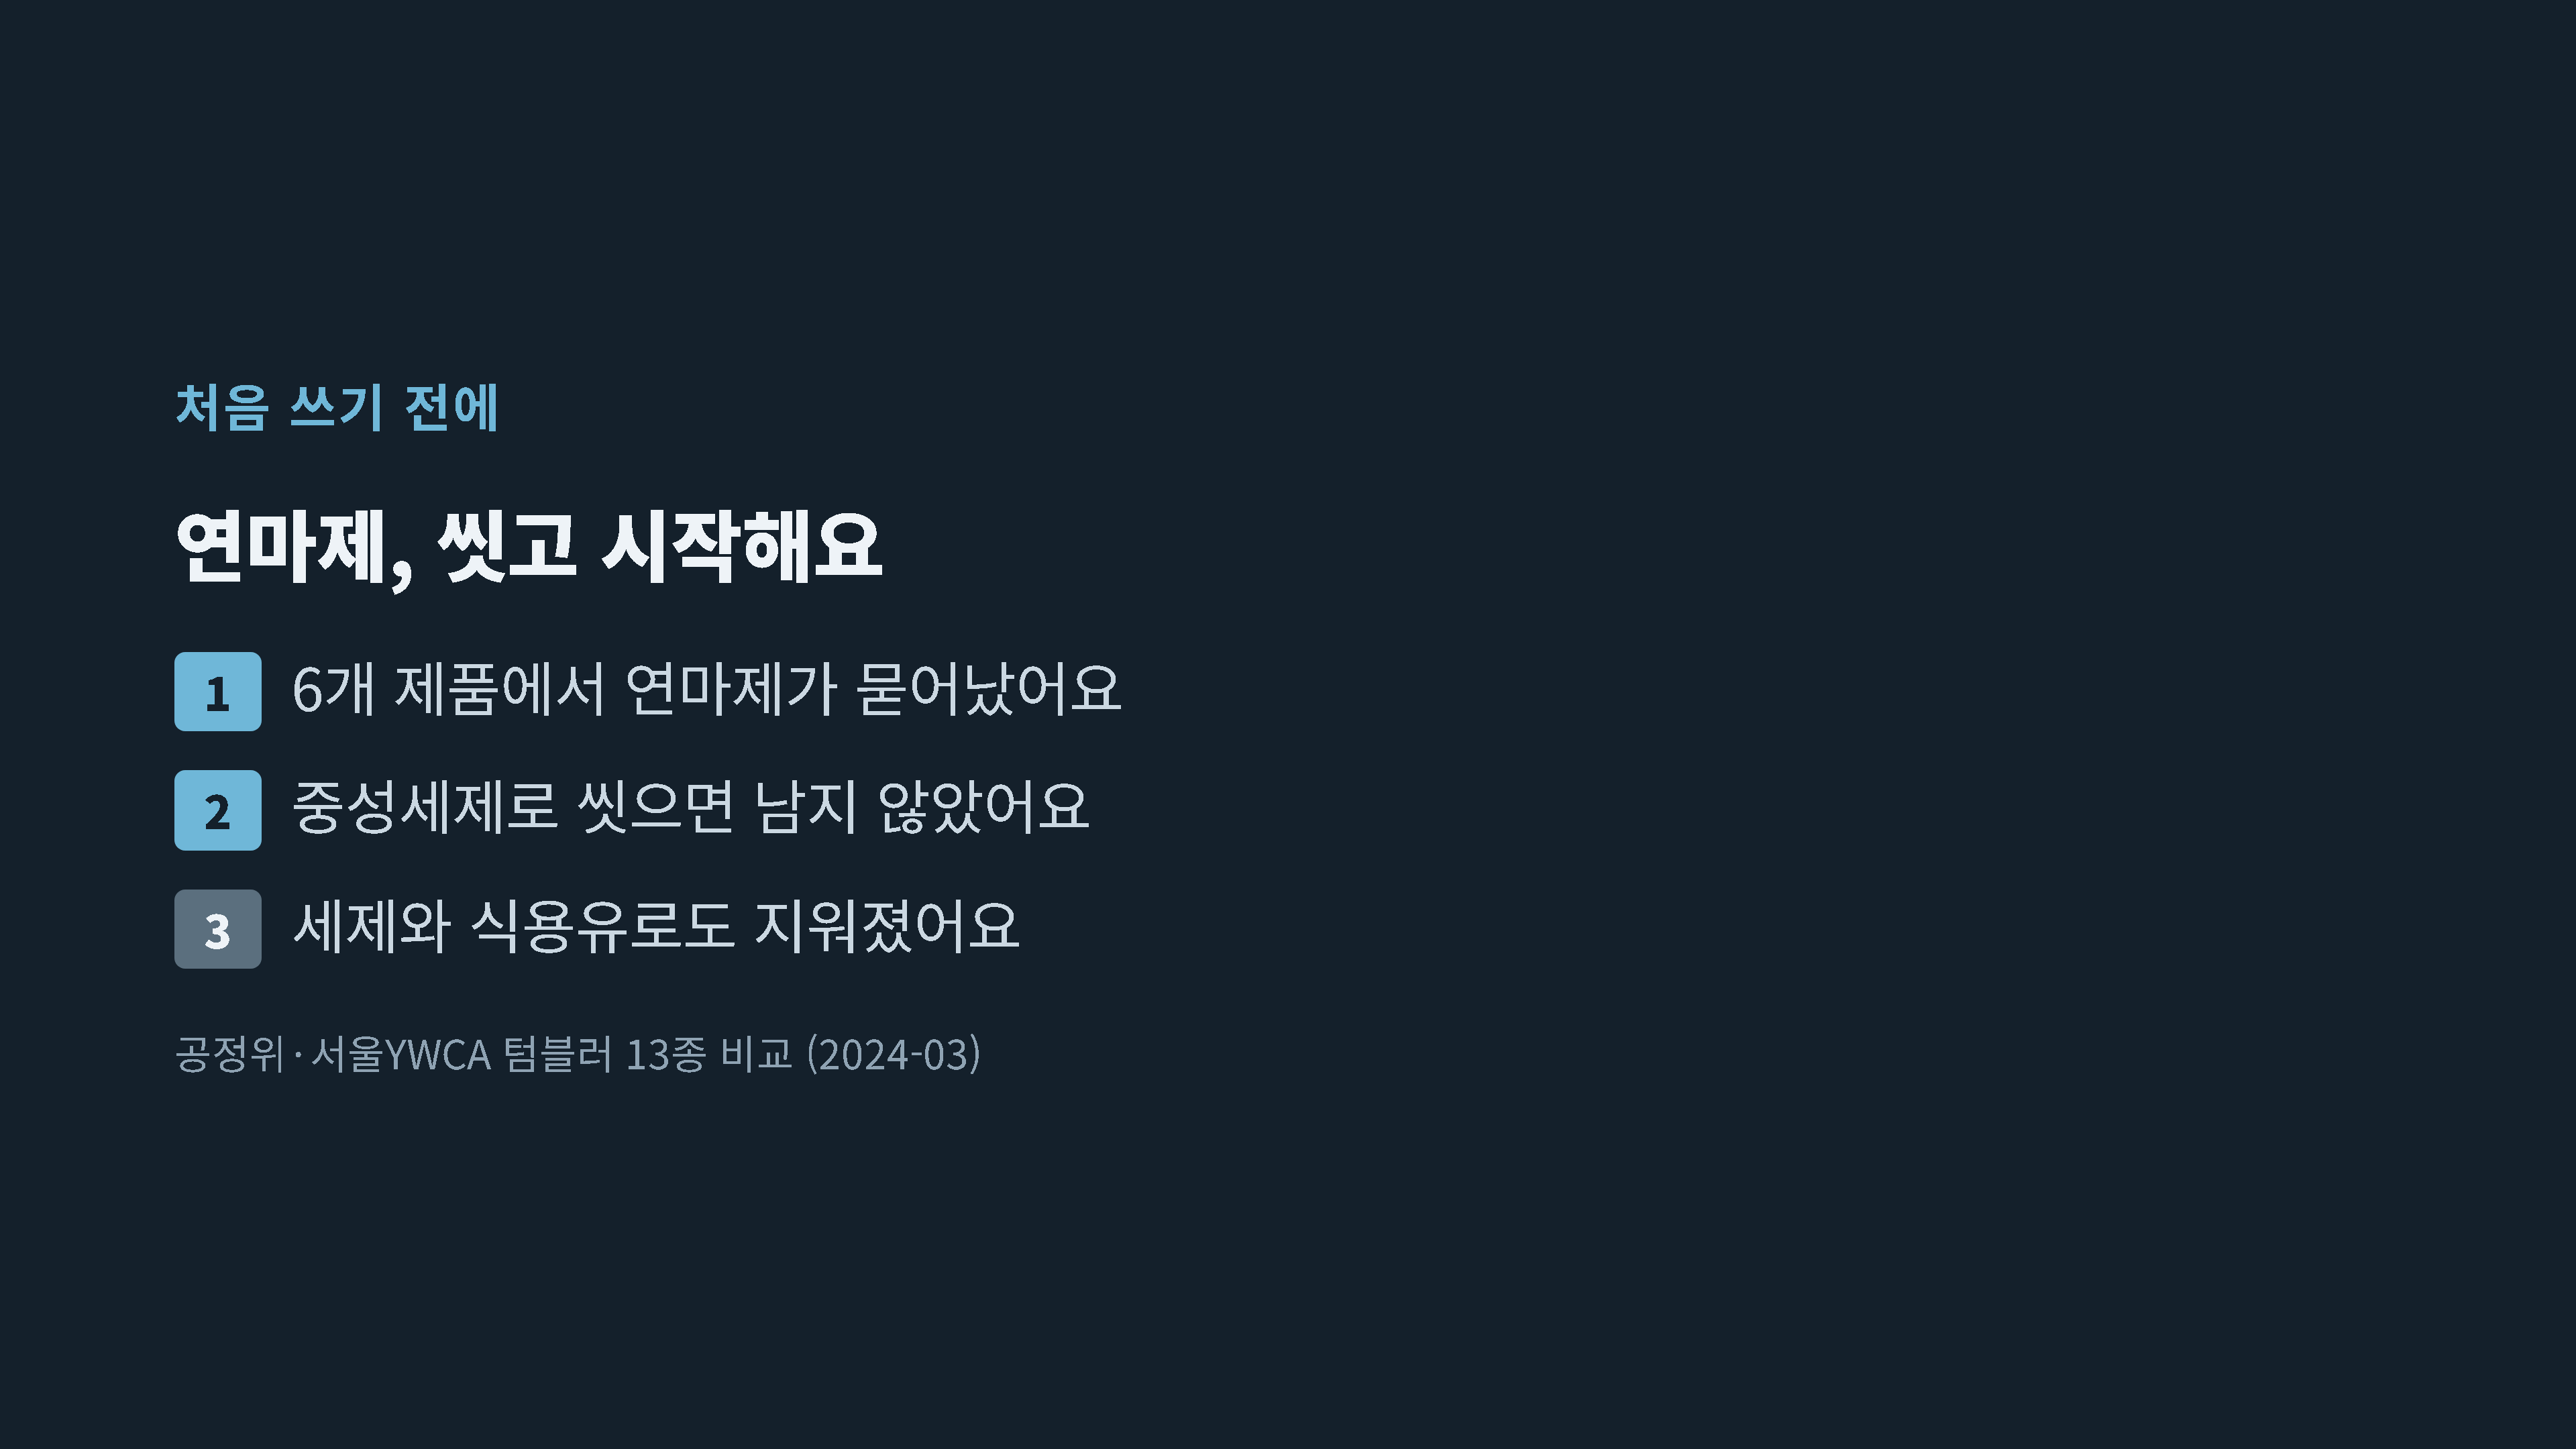 처음 쓰기 전에
연마제, 씻고 시작해요
1 6개 제품에서 연마제가 묻어났어요
2 중성세제로 씻으면 남지 않았어요
3 세제와 식용유로도 지워졌어요
공정위·서울YWCA 텀블러 13종 비교 (2024-03)